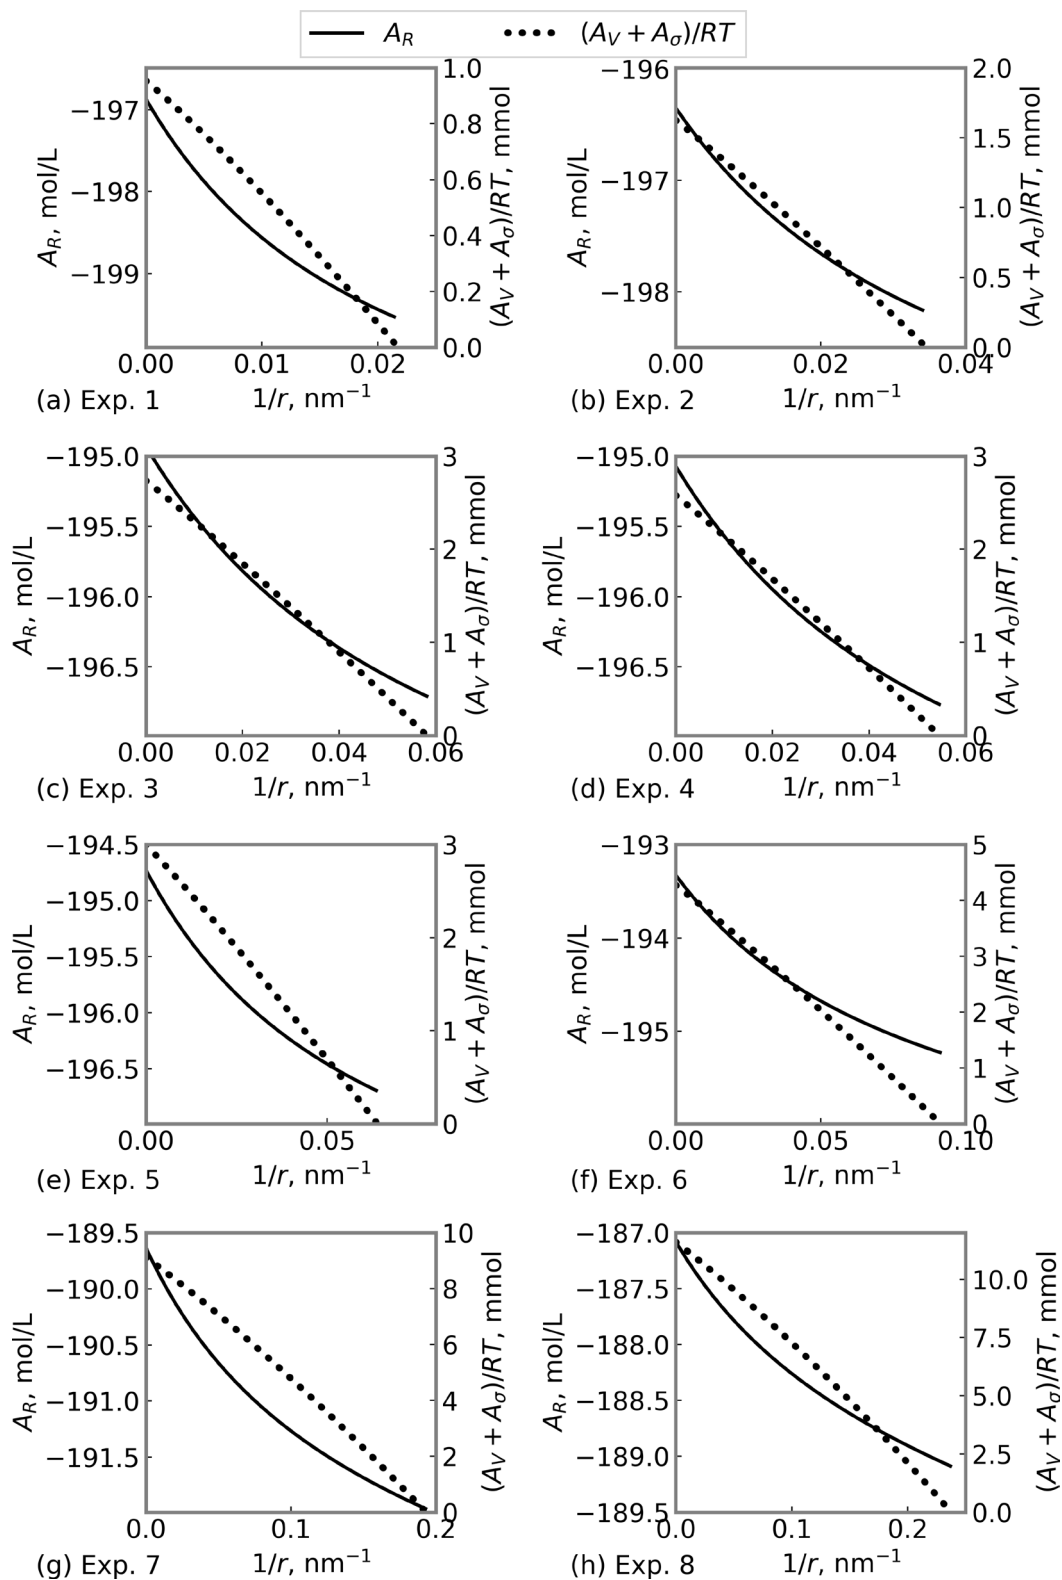 A_R (A_V + A_σ)/RT
−197
−198
−199
A_R, mol/L
1.0
0.8
0.6
0.4
0.2
0.0
(A_V + A_σ)/RT, mmol
0.00 0.01 0.02
(a) Exp. 1 1/r, nm⁻¹
−196
−197
−198
A_R, mol/L
2.0
1.5
1.0
0.5
0.0
(A_V + A_σ)/RT, mmol
0.00 0.02 0.04
(b) Exp. 2 1/r, nm⁻¹
−195.0
−195.5
−196.0
−196.5
A_R, mol/L
3
2
1
0
(A_V + A_σ)/RT, mmol
0.00 0.02 0.04 0.06
(c) Exp. 3 1/r, nm⁻¹
−195.0
−195.5
−196.0
−196.5
A_R, mol/L
3
2
1
0
(A_V + A_σ)/RT, mmol
0.00 0.02 0.04 0.06
(d) Exp. 4 1/r, nm⁻¹
−194.5
−195.0
−195.5
−196.0
−196.5
A_R, mol/L
3
2
1
0
(A_V + A_σ)/RT, mmol
0.00 0.05
(e) Exp. 5 1/r, nm⁻¹
−193
−194
−195
A_R, mol/L
5
4
3
2
1
0
(A_V + A_σ)/RT, mmol
0.00 0.05 0.10
(f) Exp. 6 1/r, nm⁻¹
−189.5
−190.0
−190.5
−191.0
−191.5
A_R, mol/L
10
8
6
4
2
0
(A_V + A_σ)/RT, mmol
0.0 0.1 0.2
(g) Exp. 7 1/r, nm⁻¹
−187.0
−187.5
−188.0
−188.5
−189.0
−189.5
A_R, mol/L
10.0
7.5
5.0
2.5
0.0
(A_V + A_σ)/RT, mmol
0.0 0.1 0.2
(h) Exp. 8 1/r, nm⁻¹